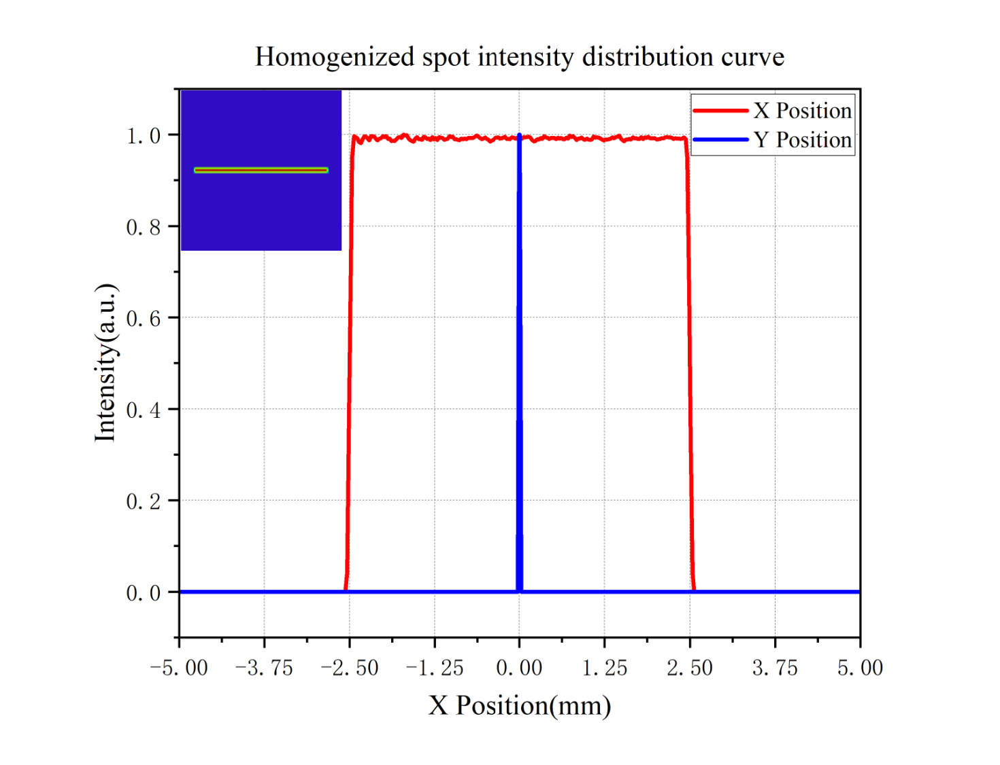 Homogenized spot intensity distribution curve
X Position
Y Position
1.0
0.8
0.6
0.4
0.2
0.0
Intensity(a.u.)
-5.00 -3.75 -2.50 -1.25 0.00 1.25 2.50 3.75 5.00
X Position(mm)